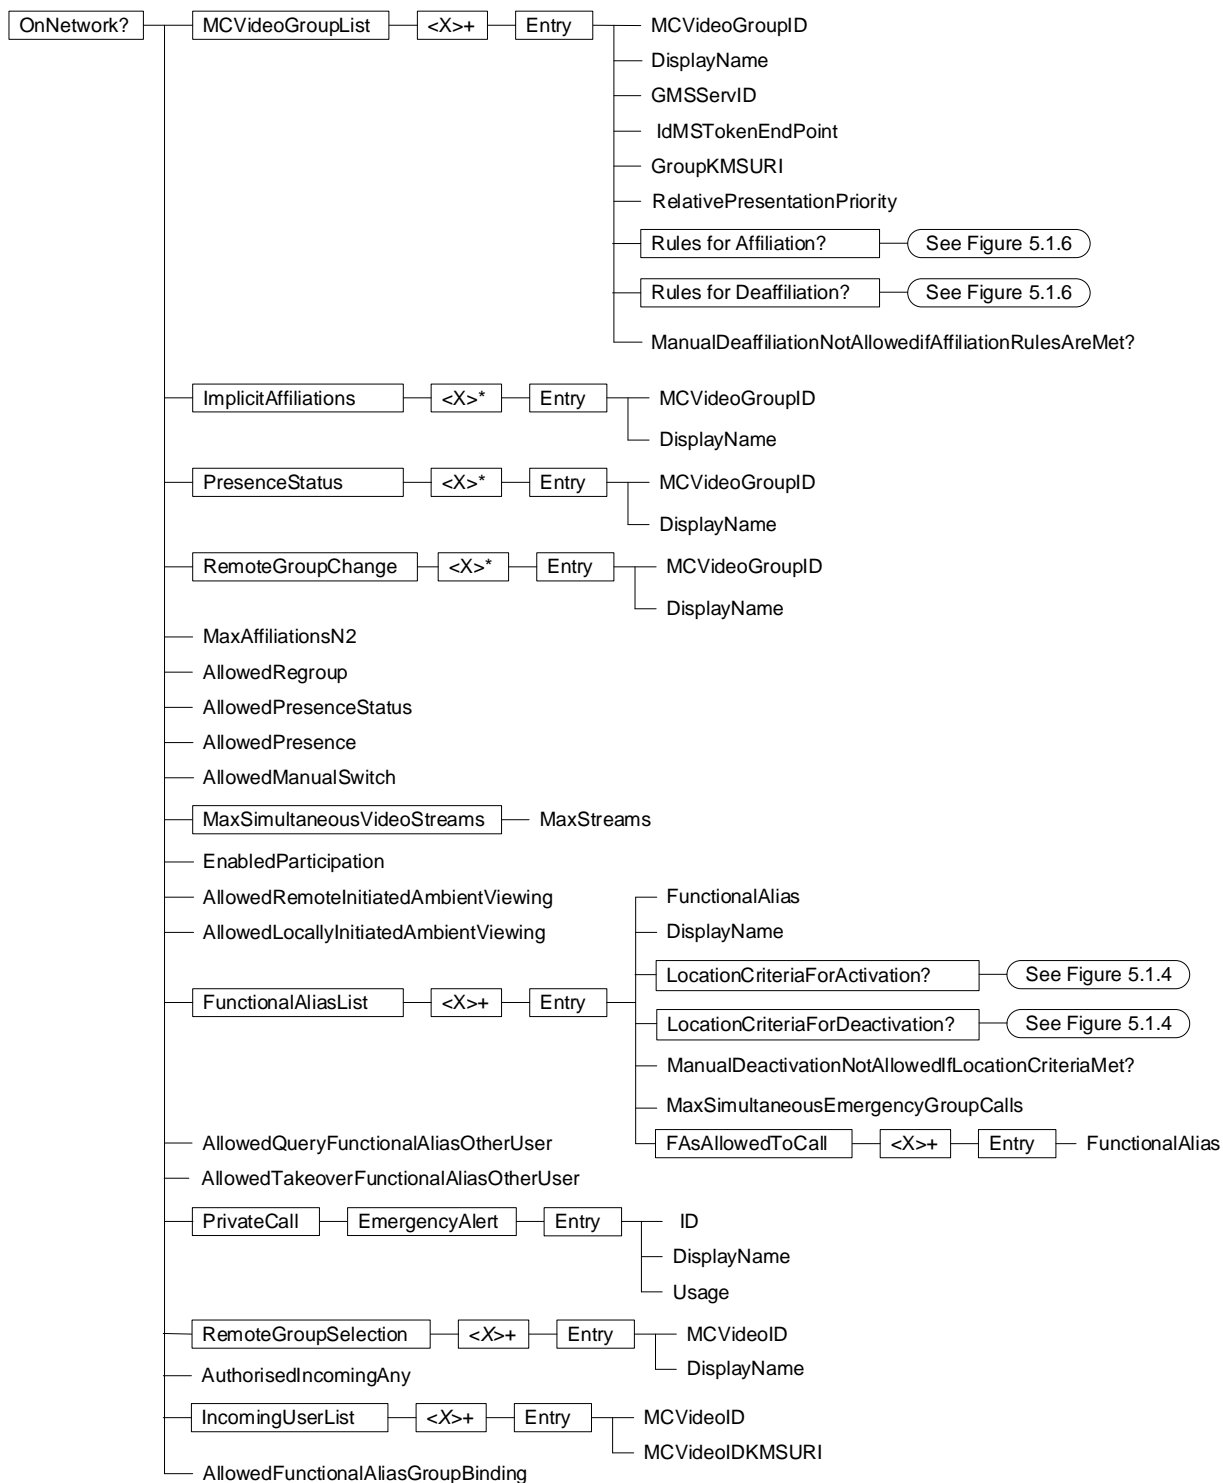 OnNetwork? MCVideoGroupList <X>+ Entry MCVideoGroupID
DisplayName
GMSServID
IdMSTokenEndPoint
GroupKMSURI
RelativePresentationPriority
Rules for Affiliation? See Figure 5.1.6
Rules for Deaffiliation? See Figure 5.1.6
ManualDeaffiliationNotAllowedifAffiliationRulesAreMet?
ImplicitAffiliations <X>* Entry MCVideoGroupID
DisplayName
PresenceStatus <X>* Entry MCVideoGroupID
DisplayName
RemoteGroupChange <X>* Entry MCVideoGroupID
DisplayName
MaxAffiliationsN2
AllowedRegroup
AllowedPresenceStatus
AllowedPresence
AllowedManualSwitch
MaxSimultaneousVideoStreams MaxStreams
EnabledParticipation
AllowedRemoteInitiatedAmbientViewing
AllowedLocallyInitiatedAmbientViewing
FunctionalAliasList <X>+ Entry FunctionalAlias
DisplayName
LocationCriteriaForActivation? See Figure 5.1.4
LocationCriteriaForDeactivation? See Figure 5.1.4
ManualDeactivationNotAllowedIfLocationCriteriaMet?
MaxSimultaneousEmergencyGroupCalls
FAsAllowedToCall <X>+ Entry FunctionalAlias
AllowedQueryFunctionalAliasOtherUser
AllowedTakeoverFunctionalAliasOtherUser
PrivateCall EmergencyAlert Entry ID
DisplayName
Usage
RemoteGroupSelection <X>+ Entry MCVideoID
DisplayName
AuthorisedIncomingAny
IncomingUserList <X>+ Entry MCVideoID
MCVideoIDKMSURI
AllowedFunctionalAliasGroupBinding